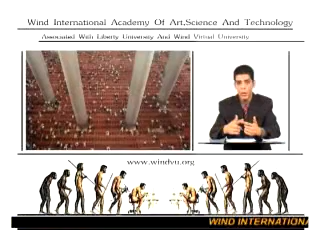 Wind International Academy Of Art,Science And Technology
Associated With Liberty University And Wind Virtual University
www.windvu.org
WIND INTERNATIONA